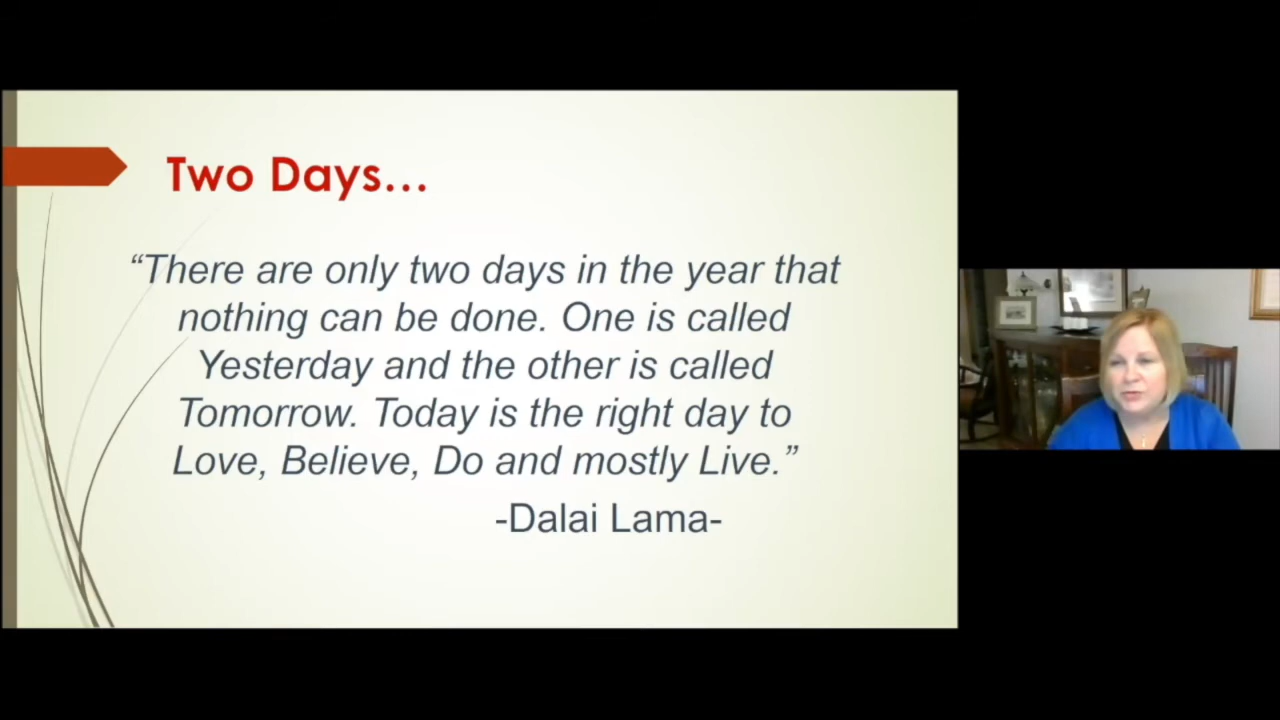 Two Days...
“There are only two days in the year that
nothing can be done. One is called
Yesterday and the other is called
Tomorrow. Today is the right day to
Love, Believe, Do and mostly Live.”
-Dalai Lama-